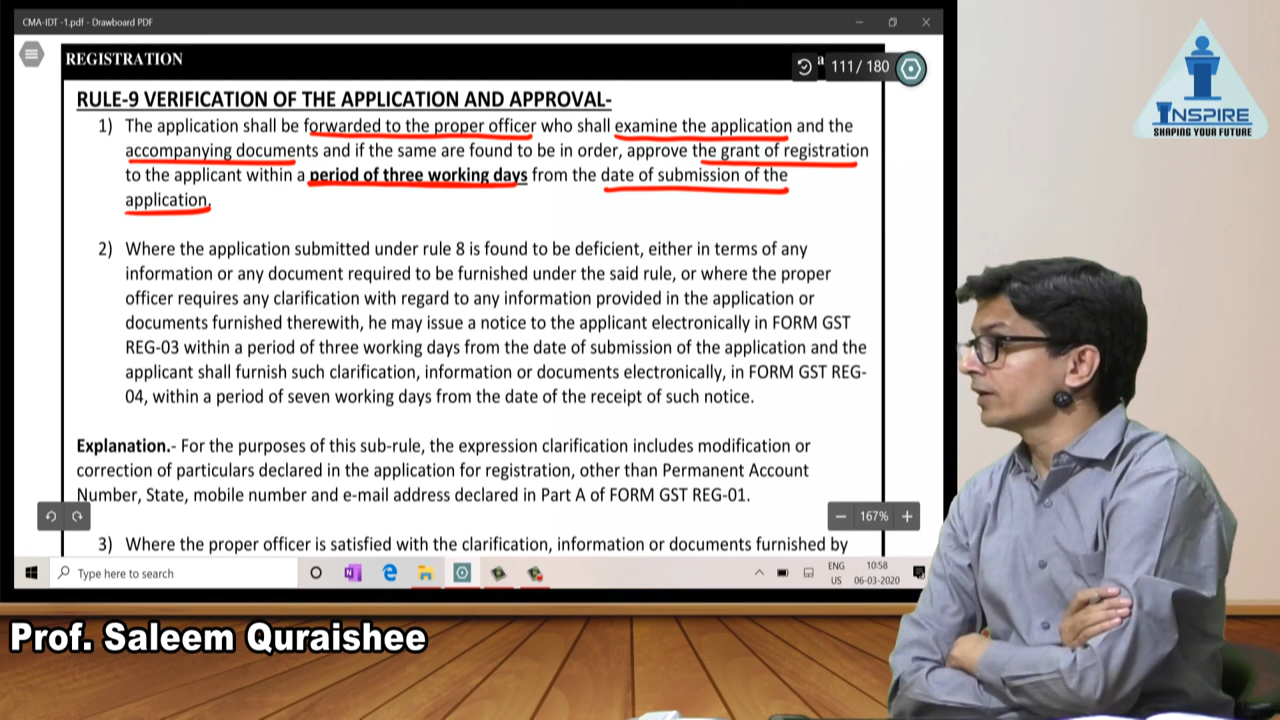 CMA-IDT -1.pdf - Drawboard PDF
REGISTRATION
a 111 / 180
RULE-9 VERIFICATION OF THE APPLICATION AND APPROVAL-
1) The application shall be forwarded to the proper officer who shall examine the application and the
accompanying documents and if the same are found to be in order, approve the grant of registration
to the applicant within a period of three working days from the date of submission of the
application.
2) Where the application submitted under rule 8 is found to be deficient, either in terms of any
information or any document required to be furnished under the said rule, or where the proper
officer requires any clarification with regard to any information provided in the application or
documents furnished therewith, he may issue a notice to the applicant electronically in FORM GST
REG-03 within a period of three working days from the date of submission of the application and the
applicant shall furnish such clarification, information or documents electronically, in FORM GST REG-
04, within a period of seven working days from the date of the receipt of such notice.
Explanation.- For the purposes of this sub-rule, the expression clarification includes modification or
correction of particulars declared in the application for registration, other than Permanent Account
Number, State, mobile number and e-mail address declared in Part A of FORM GST REG-01.
167%
3) Where the proper officer is satisfied with the clarification, information or documents furnished by
Type here to search
N
ENG
US
10:58
06-03-2020
INSPIRE
SHAPING YOUR FUTURE
Prof. Saleem Quraishee